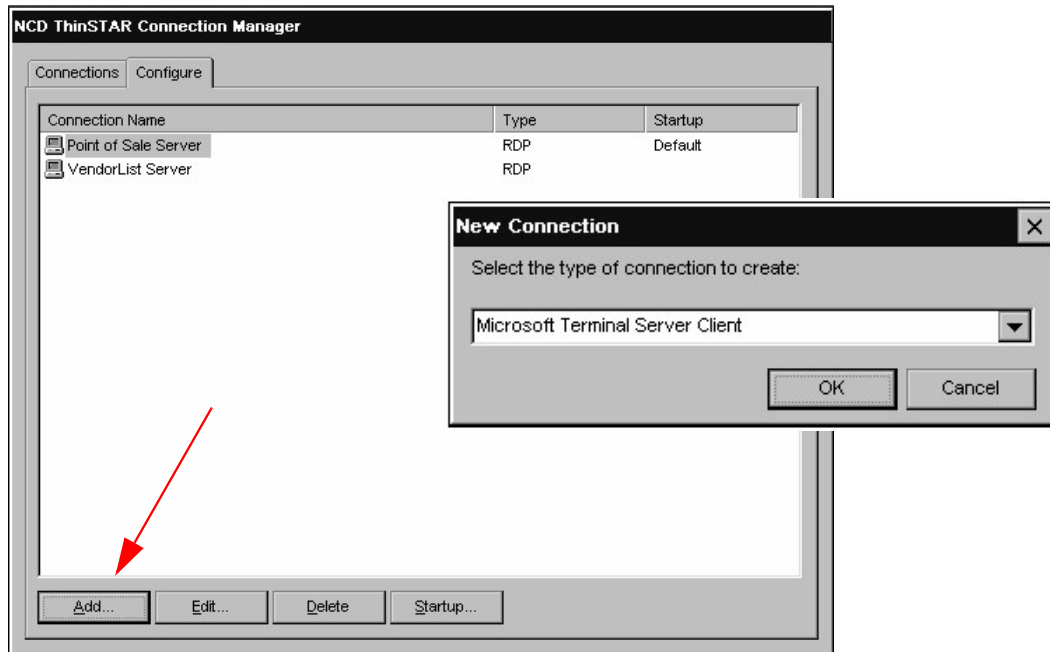 NCD ThinSTAR Connection Manager
Connections Configure
Connection Name Type Startup
Point of Sale Server RDP Default
VendorList Server RDP
New Connection
Select the type of connection to create:
Microsoft Terminal Server Client
OK Cancel
Add... Edit... Delete Startup...